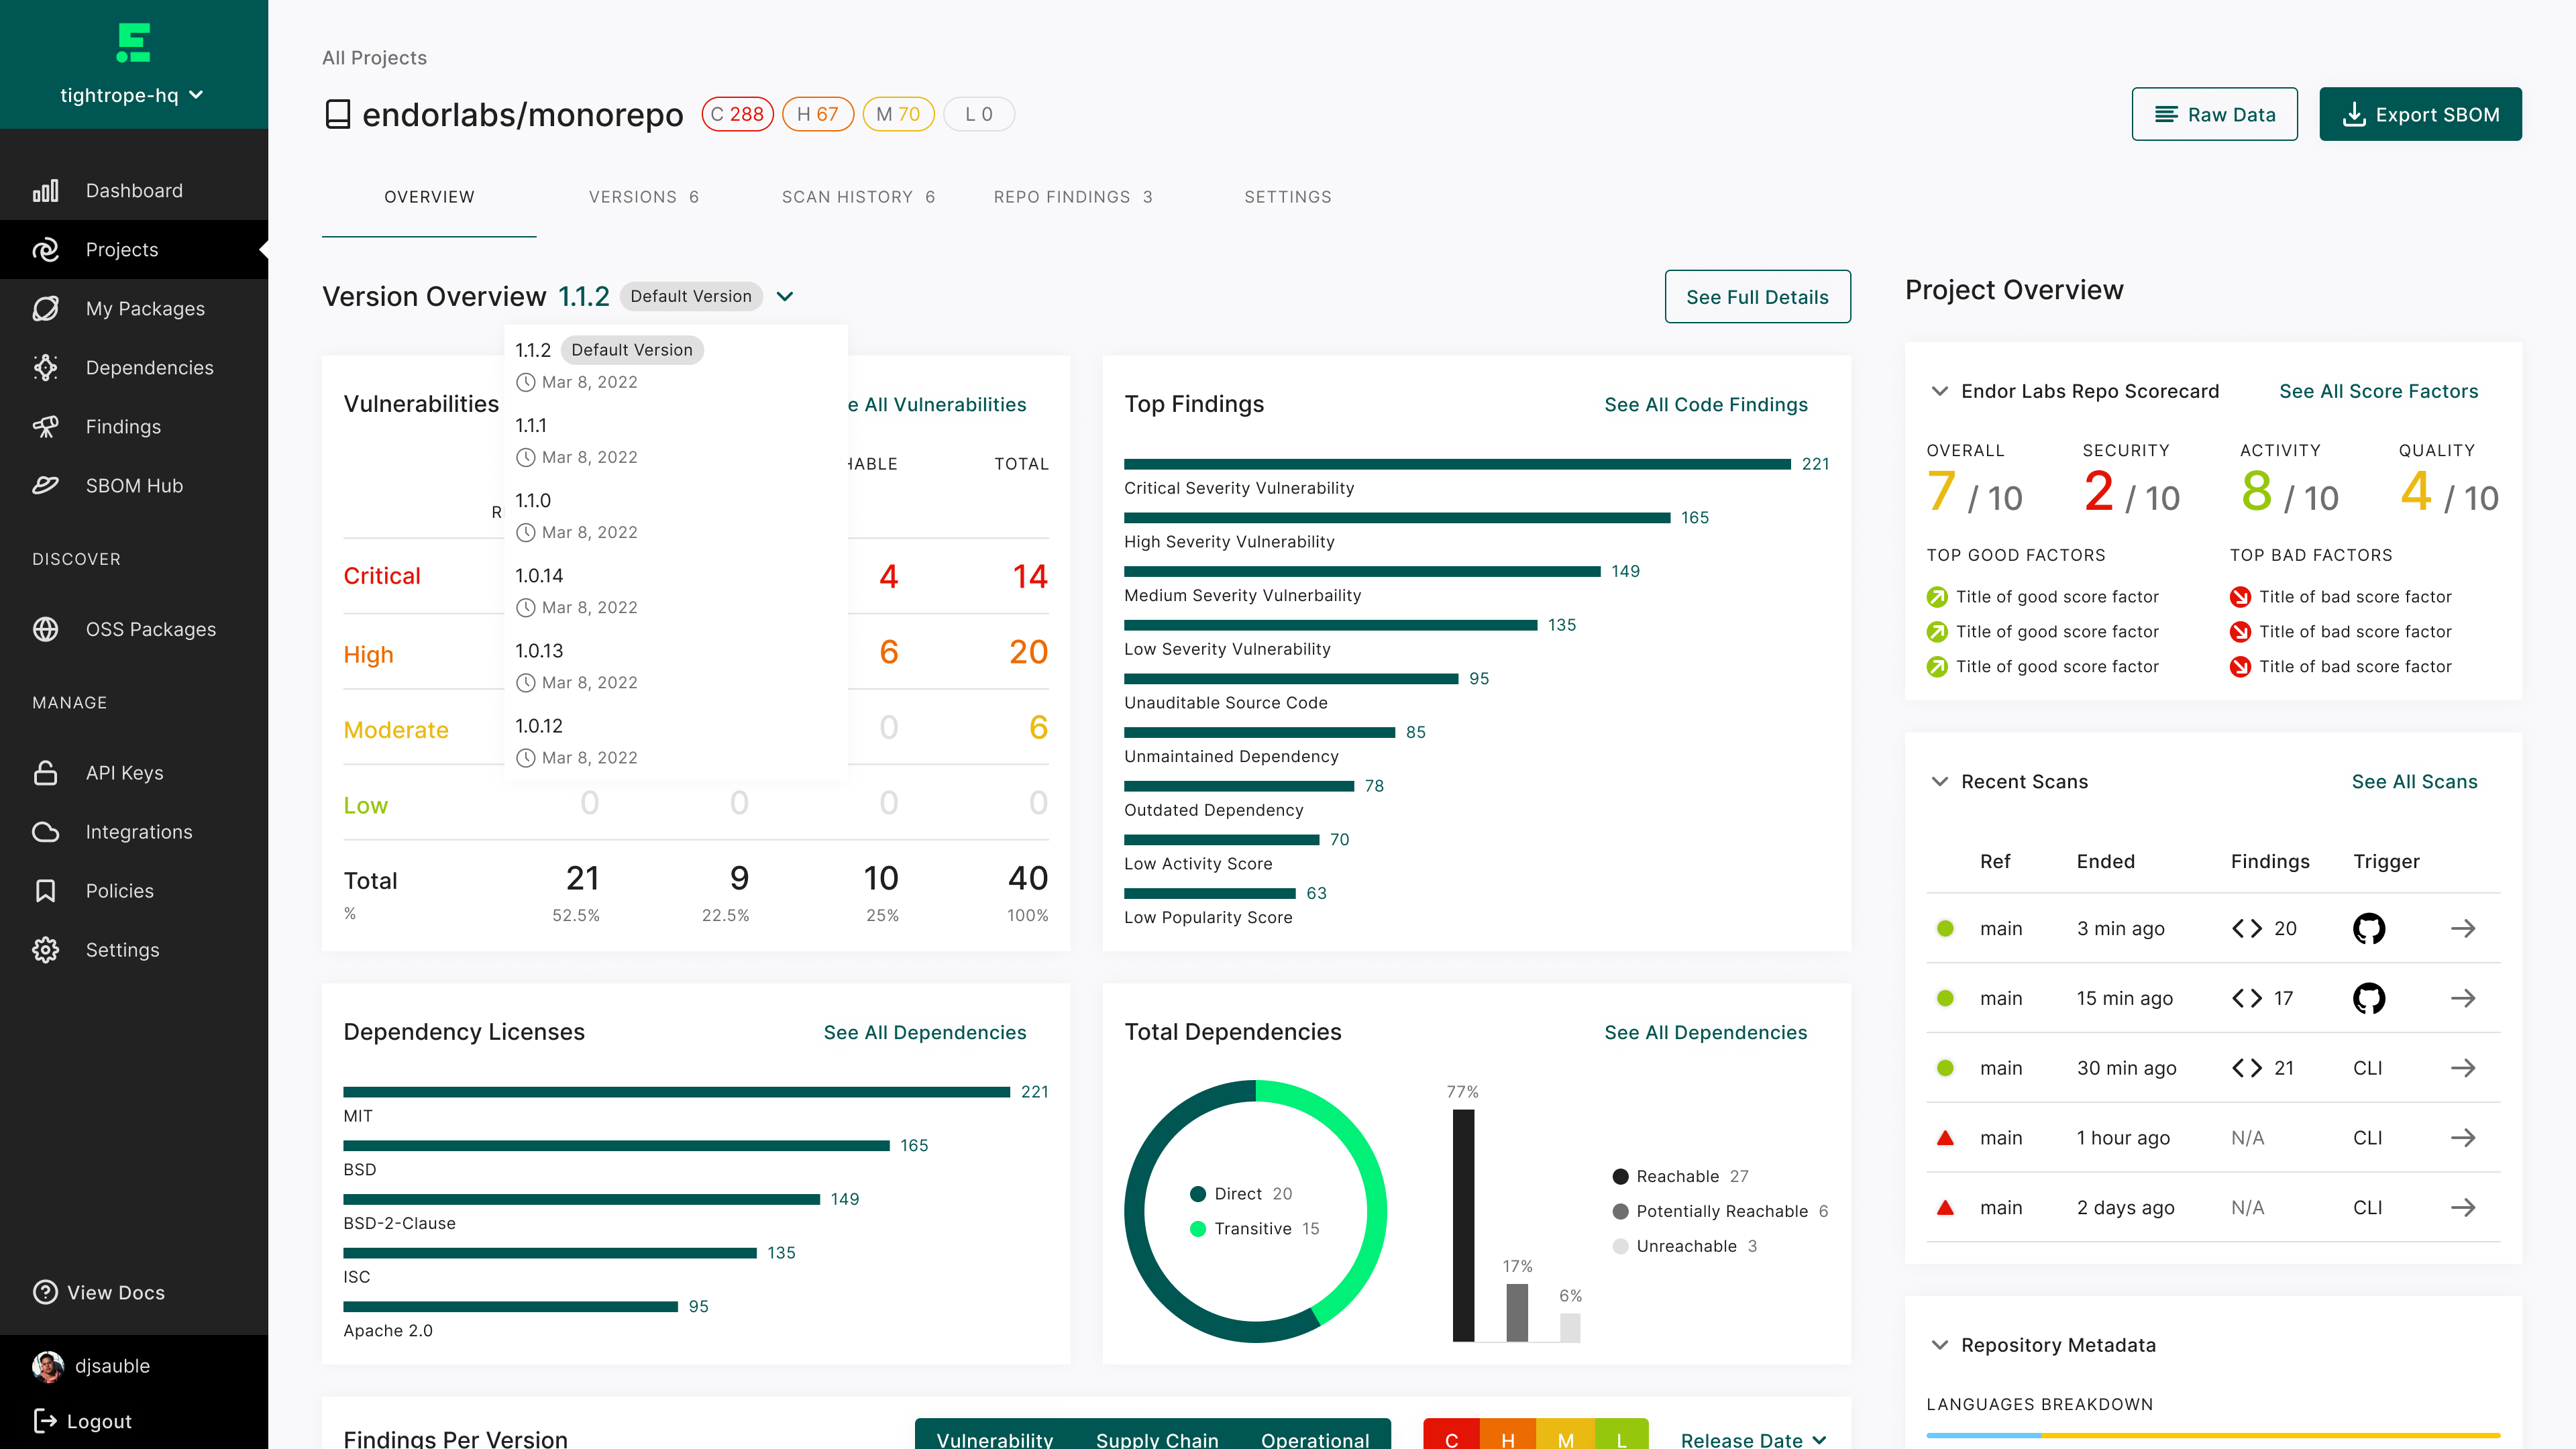 tightrope-hq
Dashboard
Projects
My Packages
Dependencies
Findings
SBOM Hub
DISCOVER
OSS Packages
MANAGE
API Keys
Integrations
Policies
Settings
View Docs
djsauble
Logout
All Projects
endorlabs/monorepo C 288 H 67 M 70 L 0
Raw Data
Export SBOM
OVERVIEW VERSIONS 6 SCAN HISTORY 6 REPO FINDINGS 3 SETTINGS
Version Overview 1.1.2 Default Version
See Full Details
1.1.2 Default Version
Mar 8, 2022
1.1.1
Mar 8, 2022
1.1.0
Mar 8, 2022
1.0.14
Mar 8, 2022
1.0.13
Mar 8, 2022
1.0.12
Mar 8, 2022
Vulnerabilities
e All Vulnerabilities
HABLE TOTAL
R
Critical 4 14
High 6 20
Moderate 0 6
Low 0 0 0 0
Total 21 9 10 40
% 52.5% 22.5% 25% 100%
Top Findings See All Code Findings
221
Critical Severity Vulnerability
165
High Severity Vulnerability
149
Medium Severity Vulnerbaility
135
Low Severity Vulnerability
95
Unauditable Source Code
85
Unmaintained Dependency
78
Outdated Dependency
70
Low Activity Score
63
Low Popularity Score
Dependency Licenses See All Dependencies
221
MIT
165
BSD
149
BSD-2-Clause
135
ISC
95
Apache 2.0
Total Dependencies See All Dependencies
Direct 20
Transitive 15
77%
17%
6%
Reachable 27
Potentially Reachable 6
Unreachable 3
Findings Per Version Vulnerability Supply Chain Operational C H M L Release Date
Project Overview
Endor Labs Repo Scorecard See All Score Factors
OVERALL SECURITY ACTIVITY QUALITY
7 / 10 2 / 10 8 / 10 4 / 10
TOP GOOD FACTORS TOP BAD FACTORS
Title of good score factor Title of bad score factor
Title of good score factor Title of bad score factor
Title of good score factor Title of bad score factor
Recent Scans See All Scans
Ref Ended Findings Trigger
main 3 min ago 20
main 15 min ago 17
main 30 min ago 21 CLI
main 1 hour ago N/A CLI
main 2 days ago N/A CLI
Repository Metadata
LANGUAGES BREAKDOWN